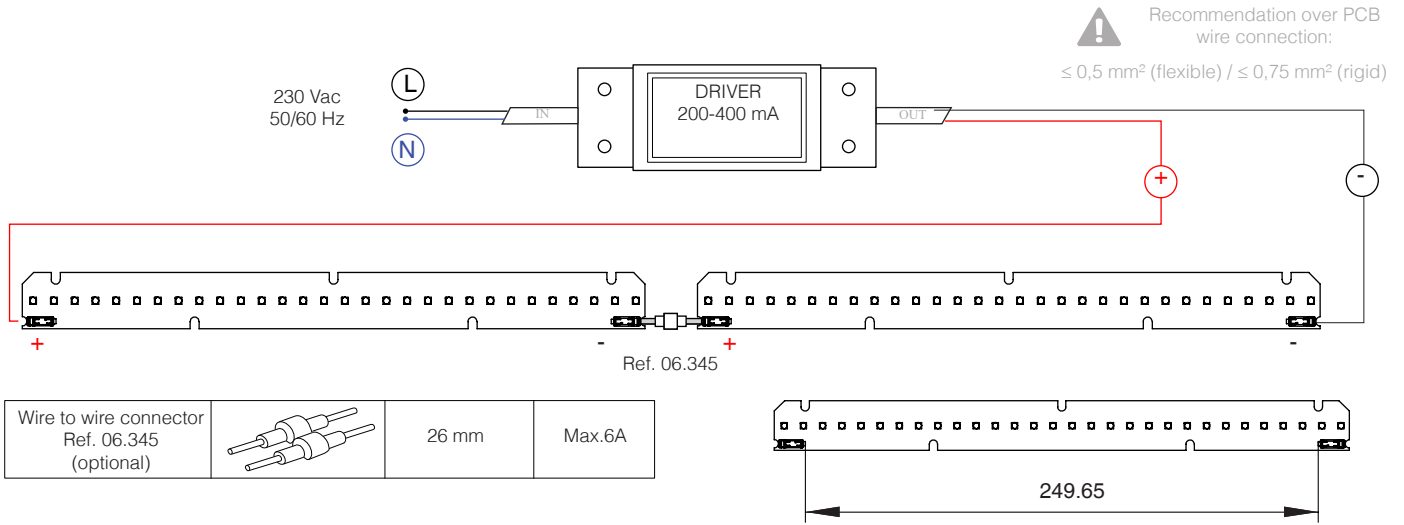 Recommendation over PCB
wire connection:
≤ 0,5 mm² (flexible) / ≤ 0,75 mm² (rigid)
230 Vac
50/60 Hz
L
N
IN
DRIVER
200-400 mA
OUT
+
-
+
-
+
-
Ref. 06.345
Wire to wire connector
Ref. 06.345
(optional)
26 mm
Max.6A
249.65